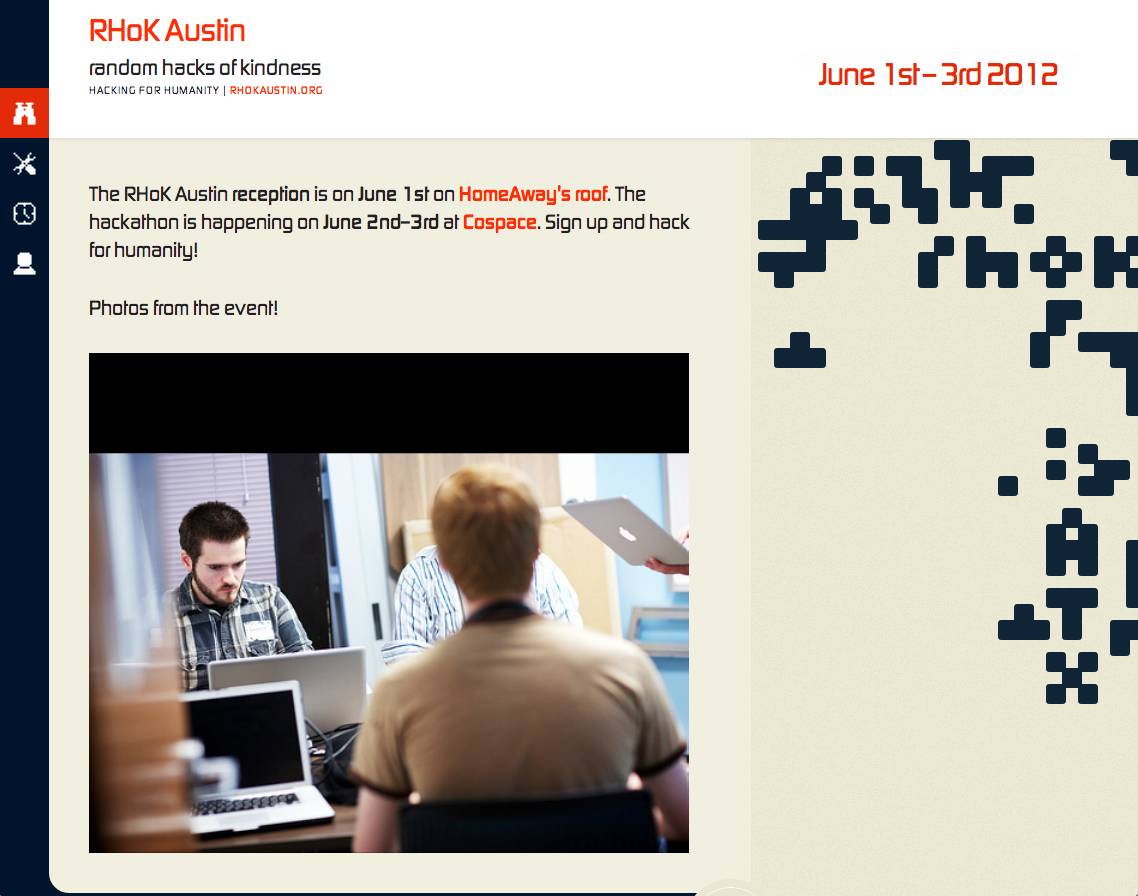 RHoK Austin
random hacks of kindness
HACKING FOR HUMANITY | RHOKAUSTIN.ORG
June 1st–3rd 2012
The RHoK Austin reception is on June 1st on HomeAway's roof. The
hackathon is happening on June 2nd–3rd at Cospace. Sign up and hack
for humanity!
Photos from the event!
rhok
ATX